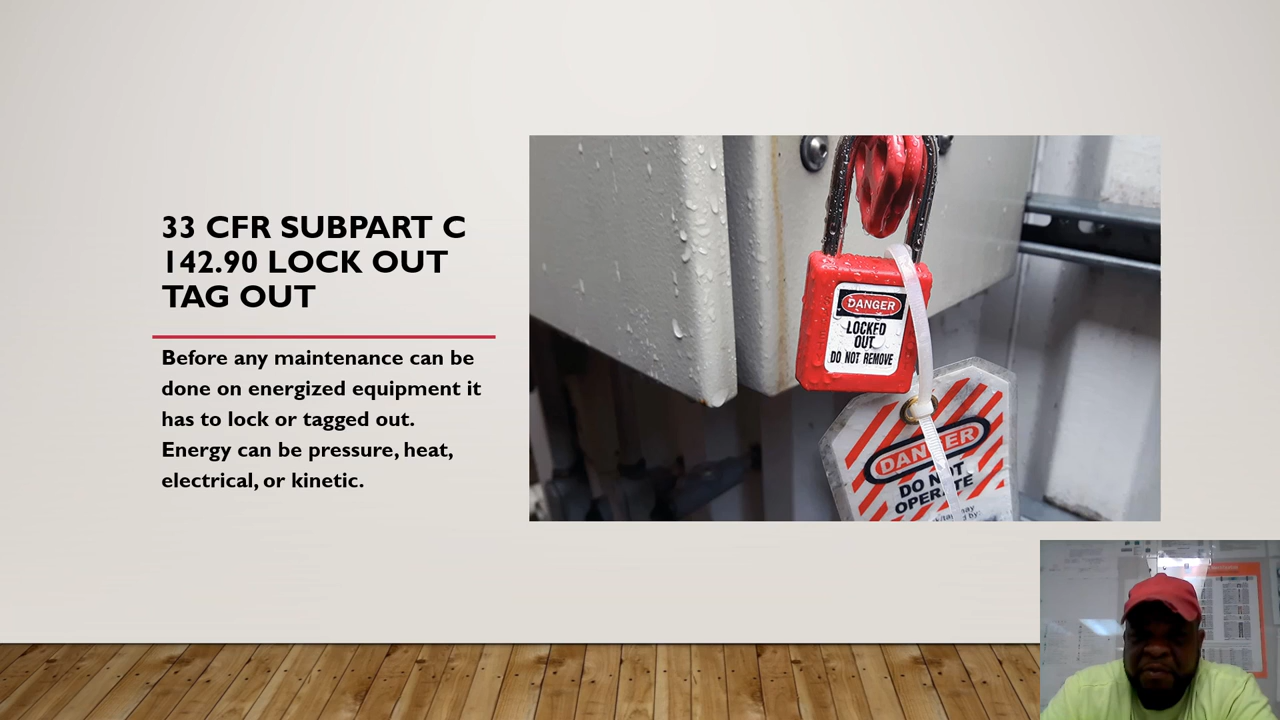 33 CFR SUBPART C
142.90 LOCK OUT
TAG OUT
Before any maintenance can be
done on energized equipment it
has to lock or tagged out.
Energy can be pressure, heat,
electrical, or kinetic.
DANGER
LOCKED
OUT
DO NOT REMOVE
DANGER
DO NOT
OPERATE